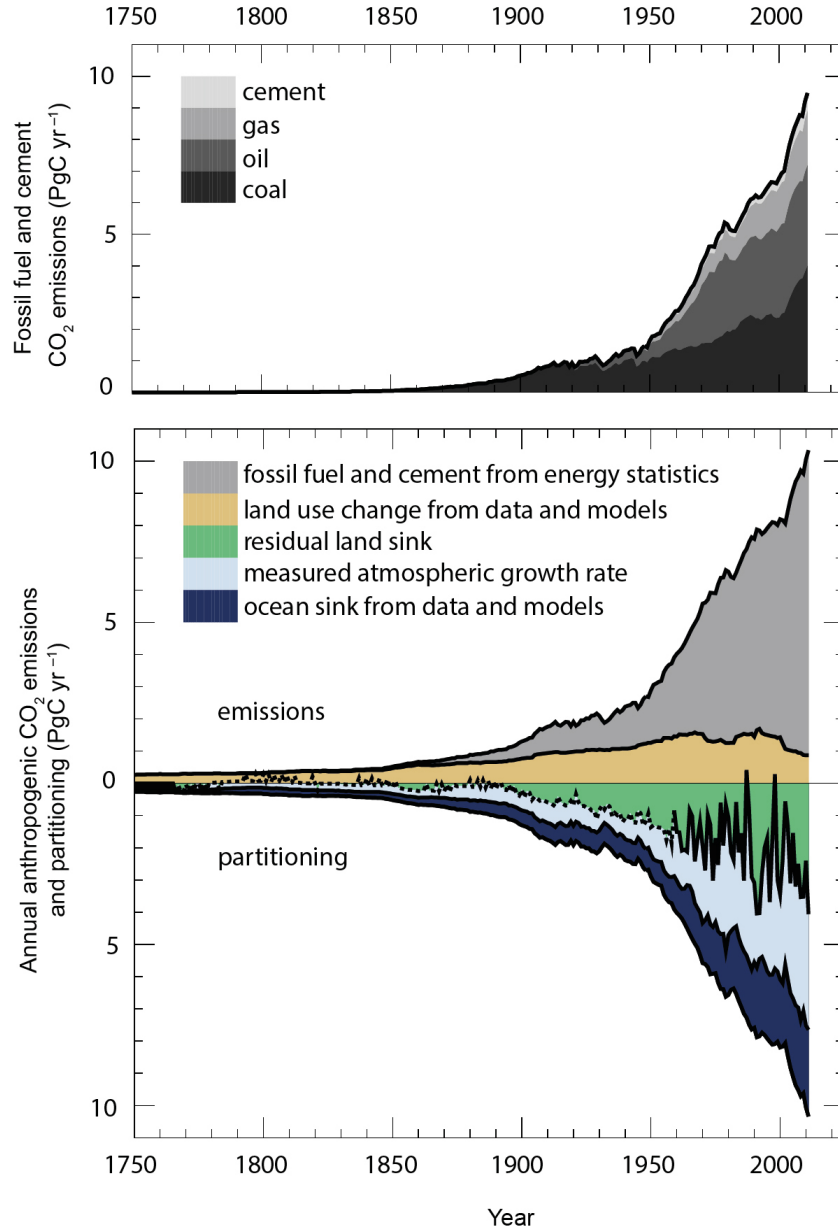 1750 1800 1850 1900 1950 2000
10
5
0
Fossil fuel and cement
CO₂ emissions (PgC yr⁻¹)
cement
gas
oil
coal
10
5
0
5
10
Annual anthropogenic CO₂ emissions
and partitioning (PgC yr⁻¹)
fossil fuel and cement from energy statistics
land use change from data and models
residual land sink
measured atmospheric growth rate
ocean sink from data and models
emissions
partitioning
1750 1800 1850 1900 1950 2000
Year